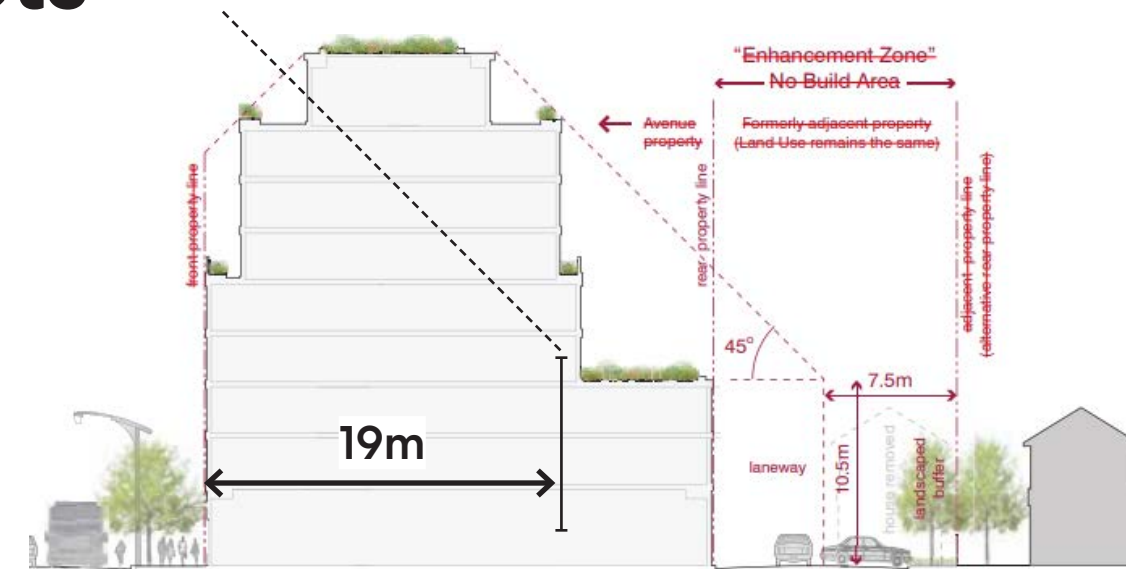 "Enhancement Zone"
No Build Area
Avenue
property
Formerly adjacent property
(Land Use remains the same)
front property line
rear property line
adjacent property line
(alternative rear property line)
45°
7.5m
19m
10.5m
laneway
house removed
landscaped
buffer